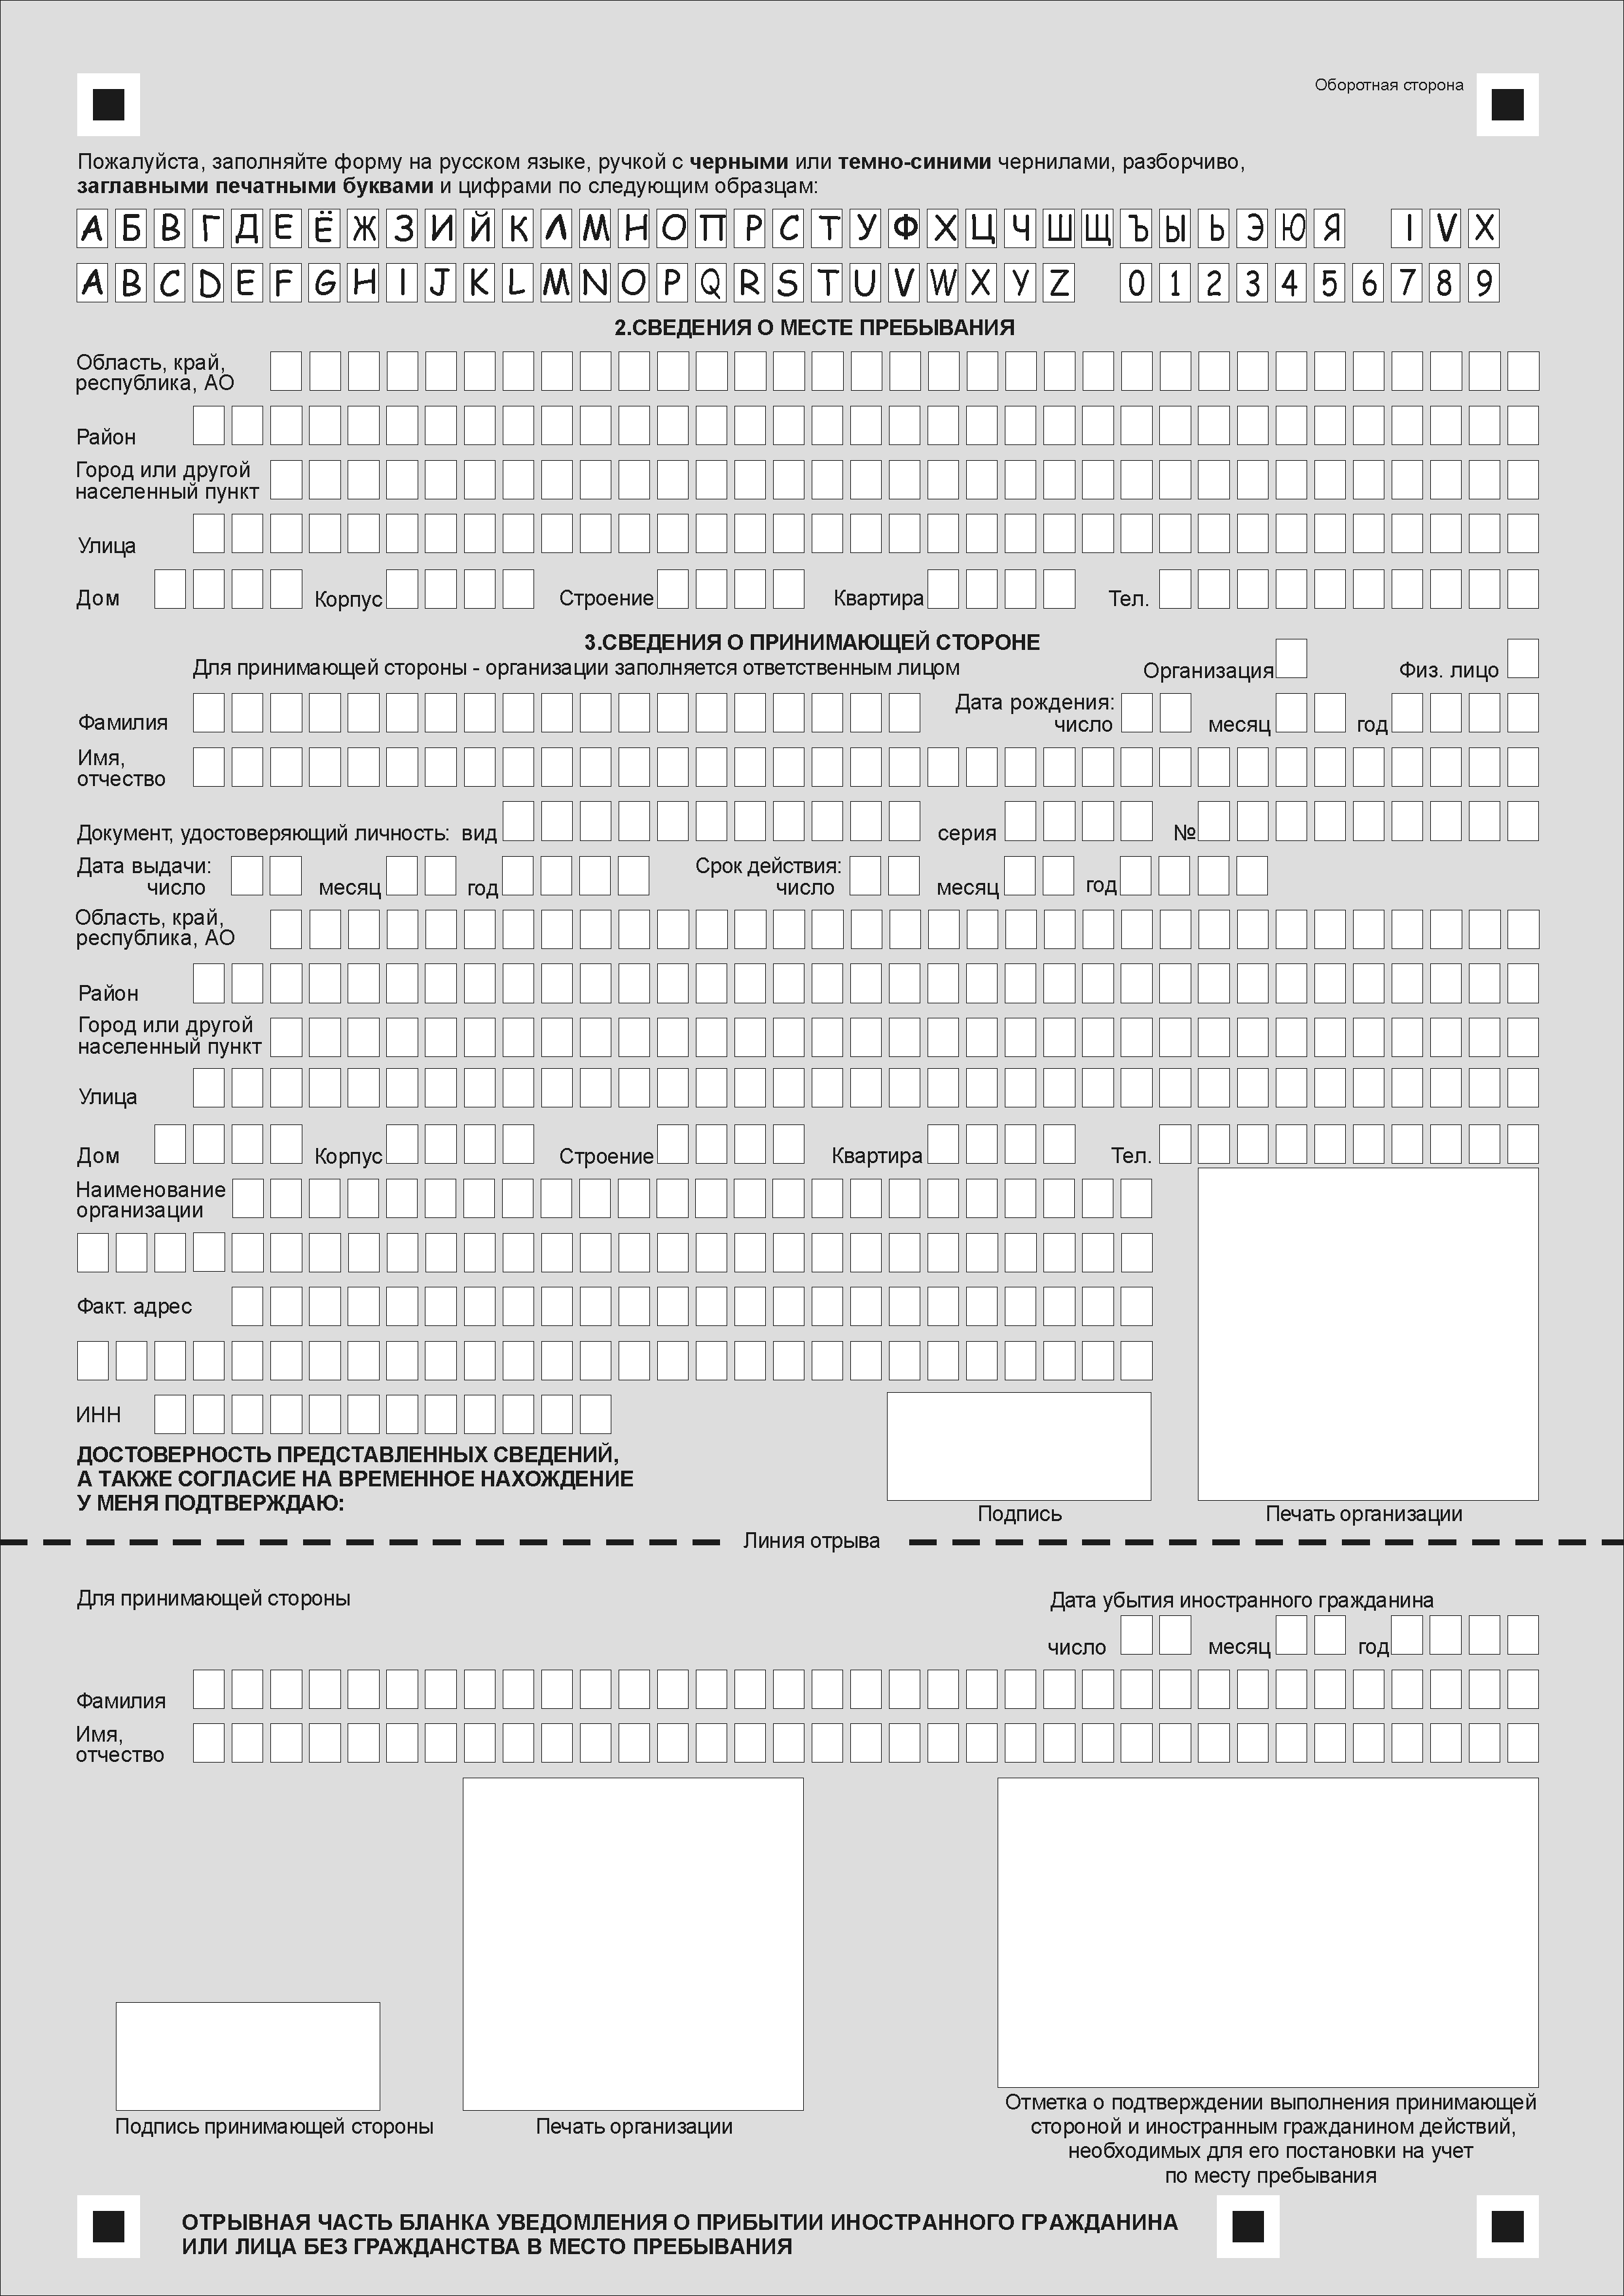 Оборотная сторона
Пожалуйста, заполняйте форму на русском языке, ручкой с черными или темно-синими чернилами, разборчиво,
заглавными печатными буквами и цифрами по следующим образцам:
А Б В Г Д Е Ё Ж З И Й К Л М Н О П Р С Т У Ф Х Ц Ч Ш Щ Ъ Ы Ь Э Ю Я I V X
A B C D E F G H I J K L M N O P Q R S T U V W X Y Z 0 1 2 3 4 5 6 7 8 9
2.СВЕДЕНИЯ О МЕСТЕ ПРЕБЫВАНИЯ
Область, край,
республика, АО
Район
Город или другой
населенный пункт
Улица
Дом Корпус Строение Квартира Тел.
3.СВЕДЕНИЯ О ПРИНИМАЮЩЕЙ СТОРОНЕ
Для принимающей стороны - организации заполняется ответственным лицом Организация Физ. лицо
Фамилия Дата рождения:
число месяц год
Имя,
отчество
Документ, удостоверяющий личность: вид серия №
Дата выдачи: Срок действия:
число месяц год число месяц год
Область, край,
республика, АО
Район
Город или другой
населенный пункт
Улица
Дом Корпус Строение Квартира Тел.
Наименование
организации
Факт. адрес
ИНН
ДОСТОВЕРНОСТЬ ПРЕДСТАВЛЕННЫХ СВЕДЕНИЙ,
А ТАКЖЕ СОГЛАСИЕ НА ВРЕМЕННОЕ НАХОЖДЕНИЕ
У МЕНЯ ПОДТВЕРЖДАЮ:
Подпись Печать организации
Линия отрыва
Для принимающей стороны Дата убытия иностранного гражданина
число месяц год
Фамилия
Имя,
отчество
Подпись принимающей стороны Печать организации
Отметка о подтверждении выполнения принимающей
стороной и иностранным гражданином действий,
необходимых для его постановки на учет
по месту пребывания
ОТРЫВНАЯ ЧАСТЬ БЛАНКА УВЕДОМЛЕНИЯ О ПРИБЫТИИ ИНОСТРАННОГО ГРАЖДАНИНА
ИЛИ ЛИЦА БЕЗ ГРАЖДАНСТВА В МЕСТО ПРЕБЫВАНИЯ